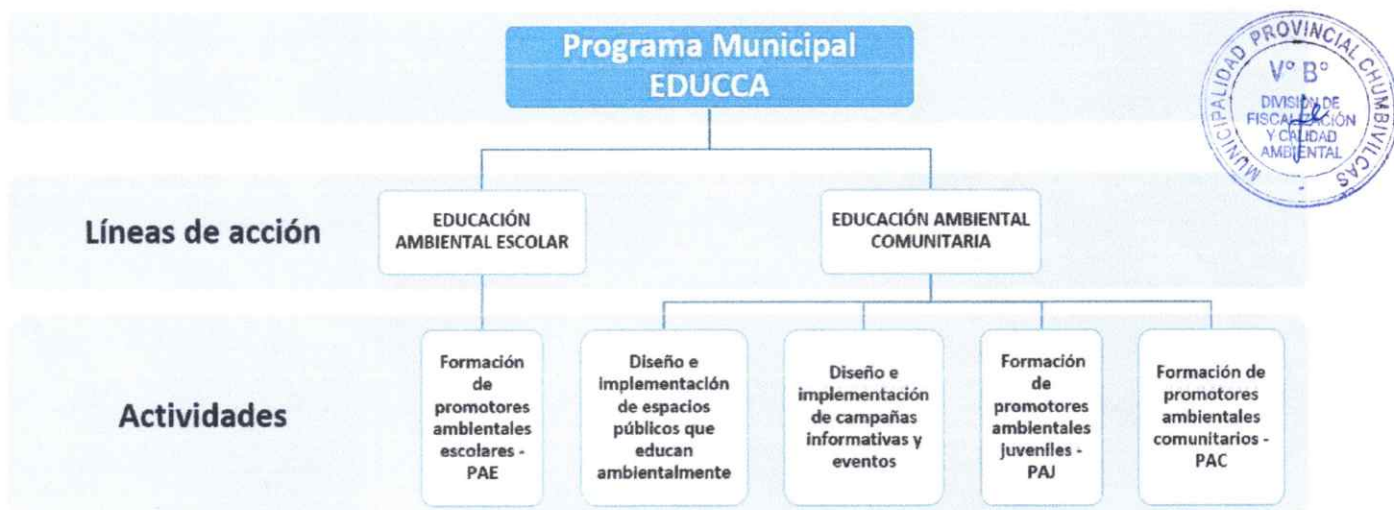 Programa Municipal
EDUCCA
MUNICIPALIDAD PROVINCIAL CHUMBIVILCAS
V° B°
DIVISIÓN DE
FISCALIZACIÓN
Y CALIDAD
AMBIENTAL
Líneas de acción
EDUCACIÓN
AMBIENTAL ESCOLAR
EDUCACIÓN AMBIENTAL
COMUNITARIA
Actividades
Formación
de
promotores
ambientales
escolares -
PAE
Diseño e
implementación
de espacios
públicos que
educan
ambientalmente
Diseño e
implementación
de campañas
informativas y
eventos
Formación
de
promotores
ambientales
juveniles -
PAJ
Formación de
promotores
ambientales
comunitarios -
PAC